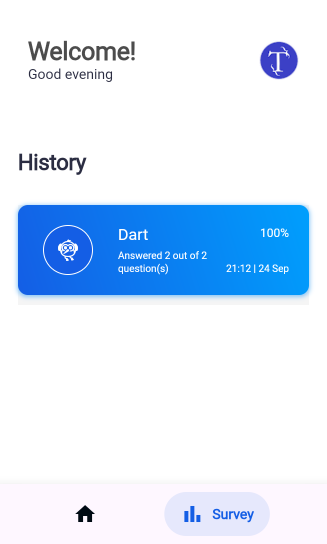 Welcome!
Good evening
T
History
Dart
100%
Answered 2 out of 2
question(s)
21:12 | 24 Sep
Survey